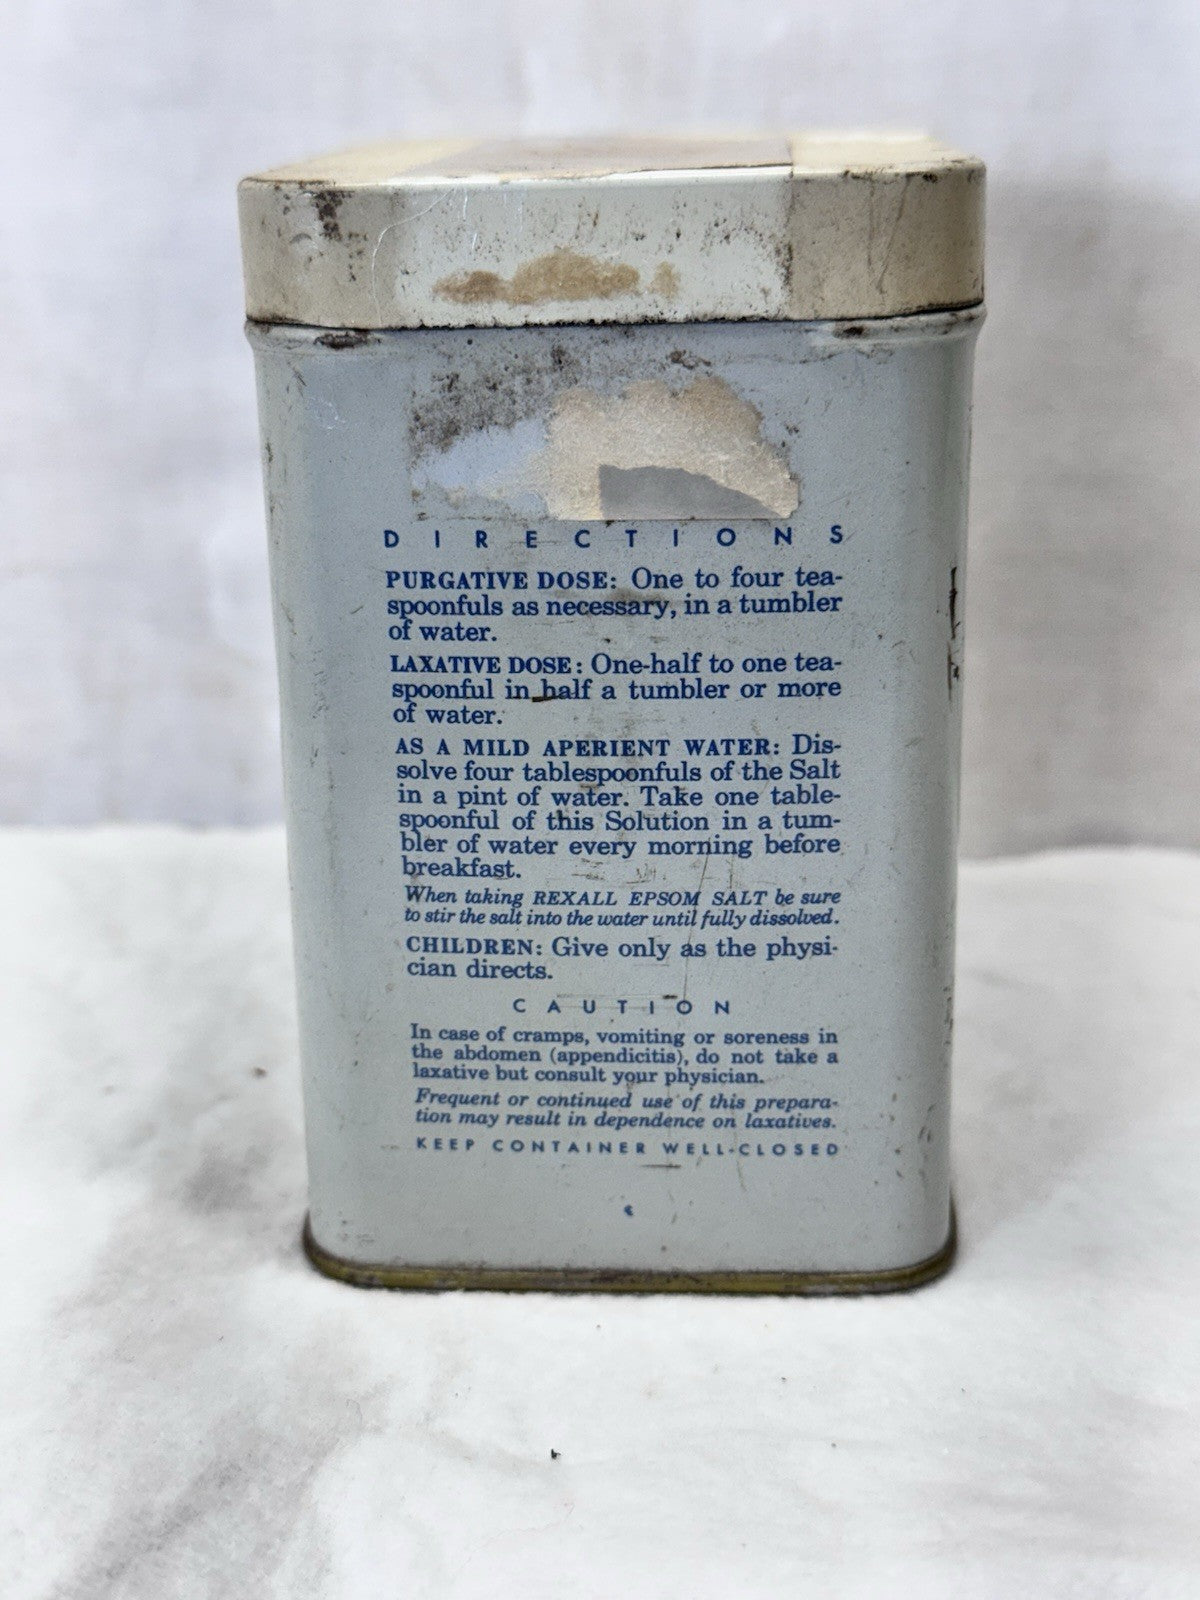 DIRECTIONS
PURGATIVE DOSE: One to four tea-
spoonfuls as necessary, in a tumbler
of water.
LAXATIVE DOSE: One-half to one tea-
spoonful in half a tumbler or more
of water.
AS A MILD APERIENT WATER: Dis-
solve four tablespoonfuls of the Salt
in a pint of water. Take one table-
spoonful of this Solution in a tum-
bler of water every morning before
breakfast.
When taking REXALL EPSOM SALT be sure
to stir the salt into the water until fully dissolved.
CHILDREN: Give only as the physi-
cian directs.
CAUTION
In case of cramps, vomiting or soreness in
the abdomen (appendicitis), do not take a
laxative but consult your physician.
Frequent or continued use of this prepara-
tion may result in dependence on laxatives.
KEEP CONTAINER WELL-CLOSED